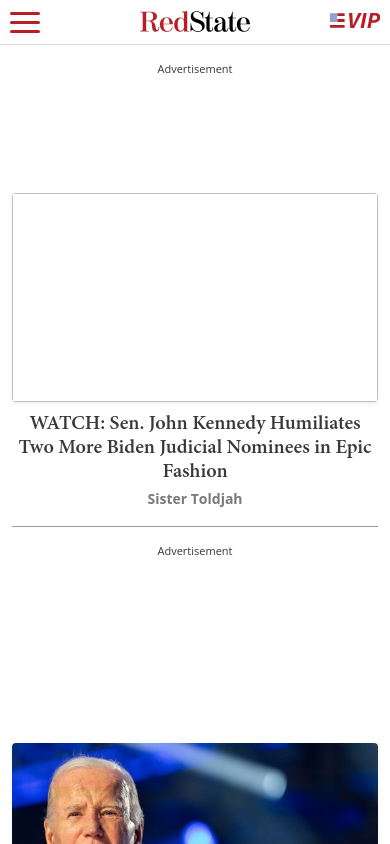 RedState
VIP
Advertisement
WATCH: Sen. John Kennedy Humiliates
Two More Biden Judicial Nominees in Epic
Fashion
Sister Toldjah
Advertisement